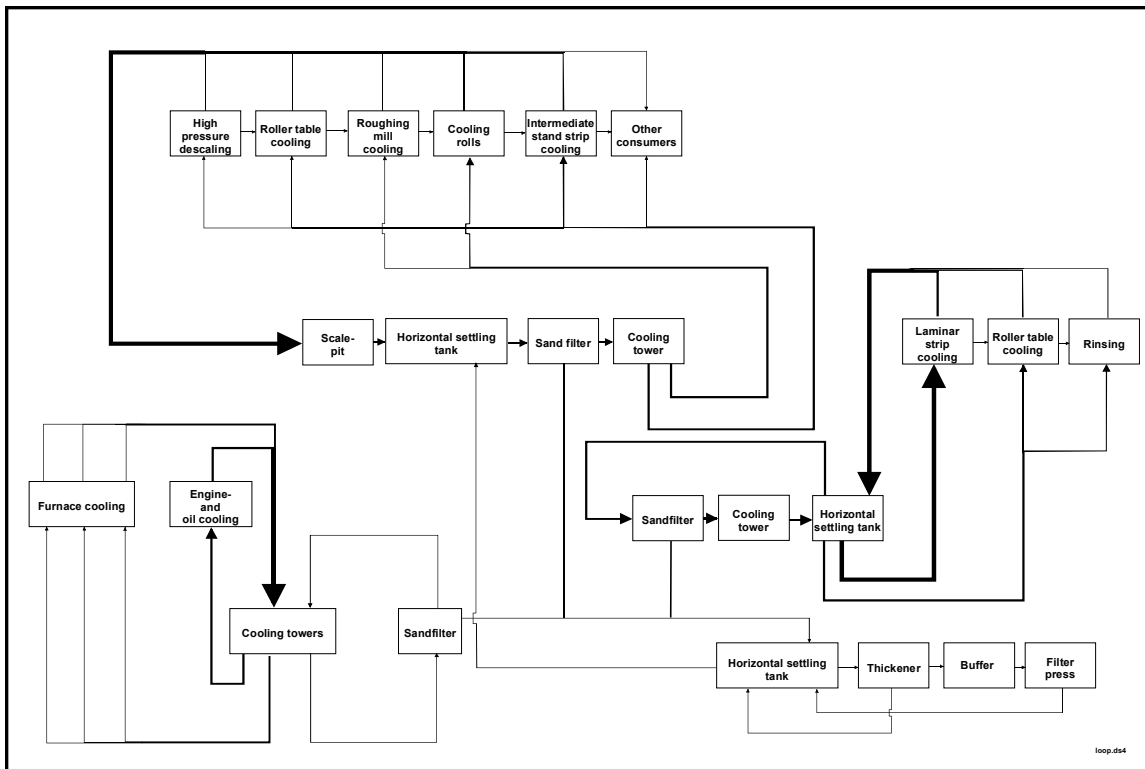 High
pressure
descaling
Roller table
cooling
Roughing
mill
cooling
Cooling
rolls
Intermediate
stand strip
cooling
Other
consumers
Scale-
pit
Horizontal settling
tank
Sand filter
Cooling
tower
Laminar
strip
cooling
Roller table
cooling
Rinsing
Furnace cooling
Engine-
and
oil cooling
Sandfilter
Cooling
tower
Horizontal
settling tank
Cooling towers
Sandfilter
Horizontal settling
tank
Thickener
Buffer
Filter
press
loop.ds4